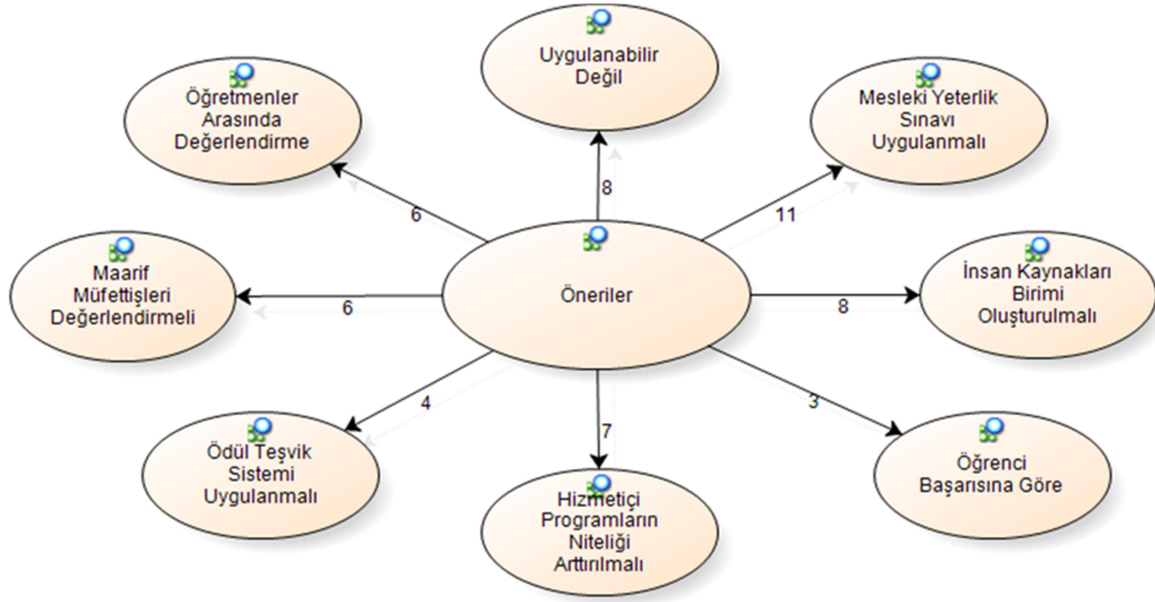 Uygulanabilir
Değil
Öğretmenler
Arasında
Değerlendirme
Mesleki Yeterlik
Sınavı
Uygulanmalı
8
6
11
Maarif
Müfettişleri
Değerlendirmeli
6
Öneriler
8
İnsan Kaynakları
Birimi
Oluşturulmalı
4
7
3
Ödül Teşvik
Sistemi
Uygulanmalı
Hizmetiçi
Programların
Niteliği
Arttırılmalı
Öğrenci
Başarısına Göre